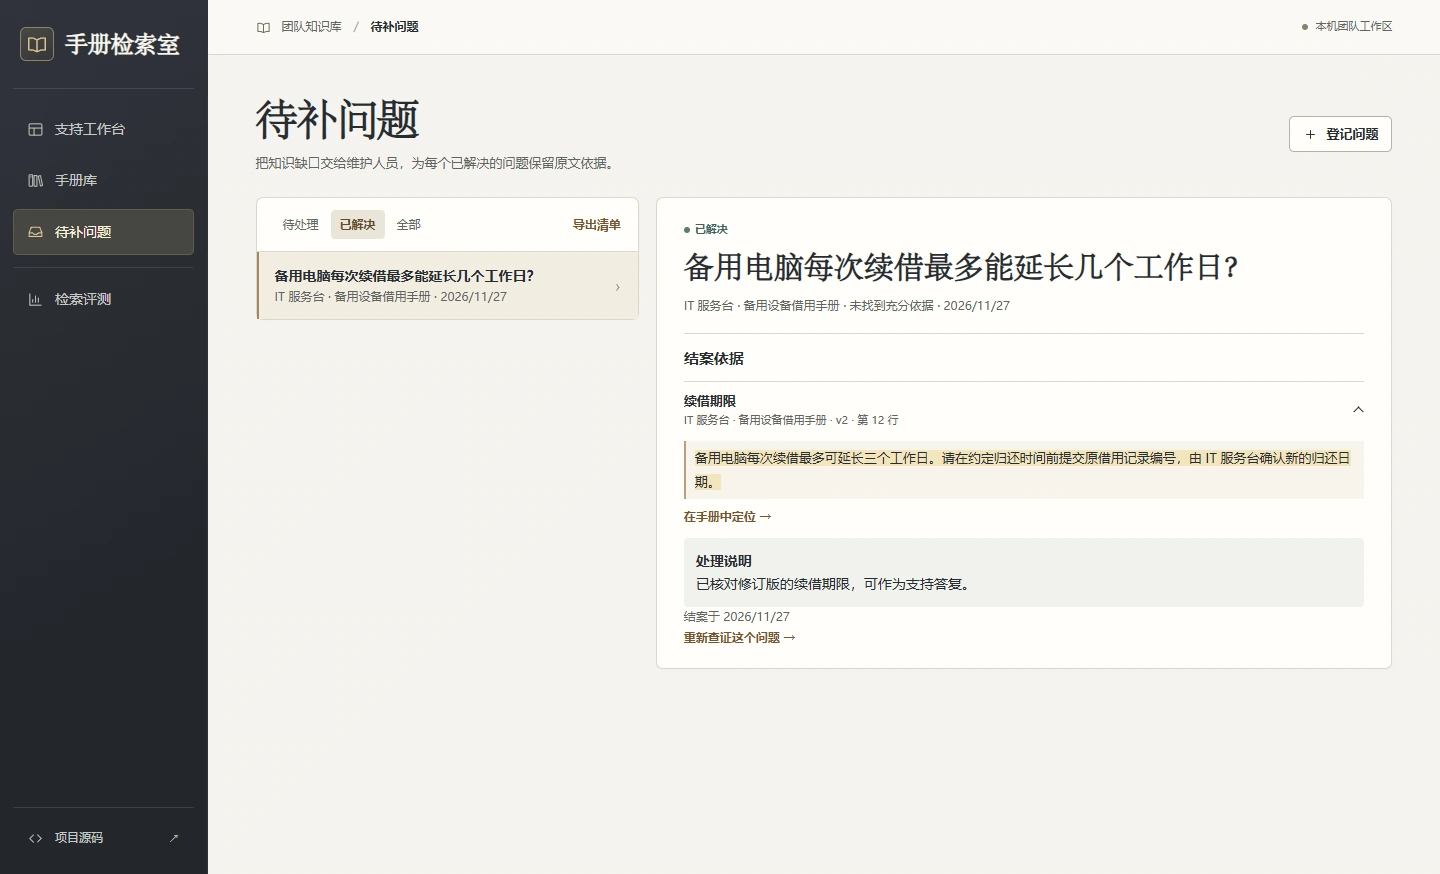 手册检索室
支持工作台
手册库
待补问题
检索评测
项目源码
团队知识库 / 待补问题
本机团队工作区
待补问题
把知识缺口交给维护人员，为每个已解决的问题保留原文依据。
+ 登记问题
待处理 已解决 全部 导出清单
备用电脑每次续借最多能延长几个工作日?
IT 服务台 · 备用设备借用手册 · 2026/11/27
已解决
备用电脑每次续借最多能延长几个工作日?
IT 服务台 · 备用设备借用手册 · 未找到充分依据 · 2026/11/27
结案依据
续借期限
IT 服务台 · 备用设备借用手册 · v2 · 第 12 行
备用电脑每次续借最多可延长三个工作日。请在约定归还时间前提交原借用记录编号，由 IT 服务台确认新的归还日
期。
在手册中定位 →
处理说明
已核对修订版的续借期限，可作为支持答复。
结案于 2026/11/27
重新查证这个问题 →